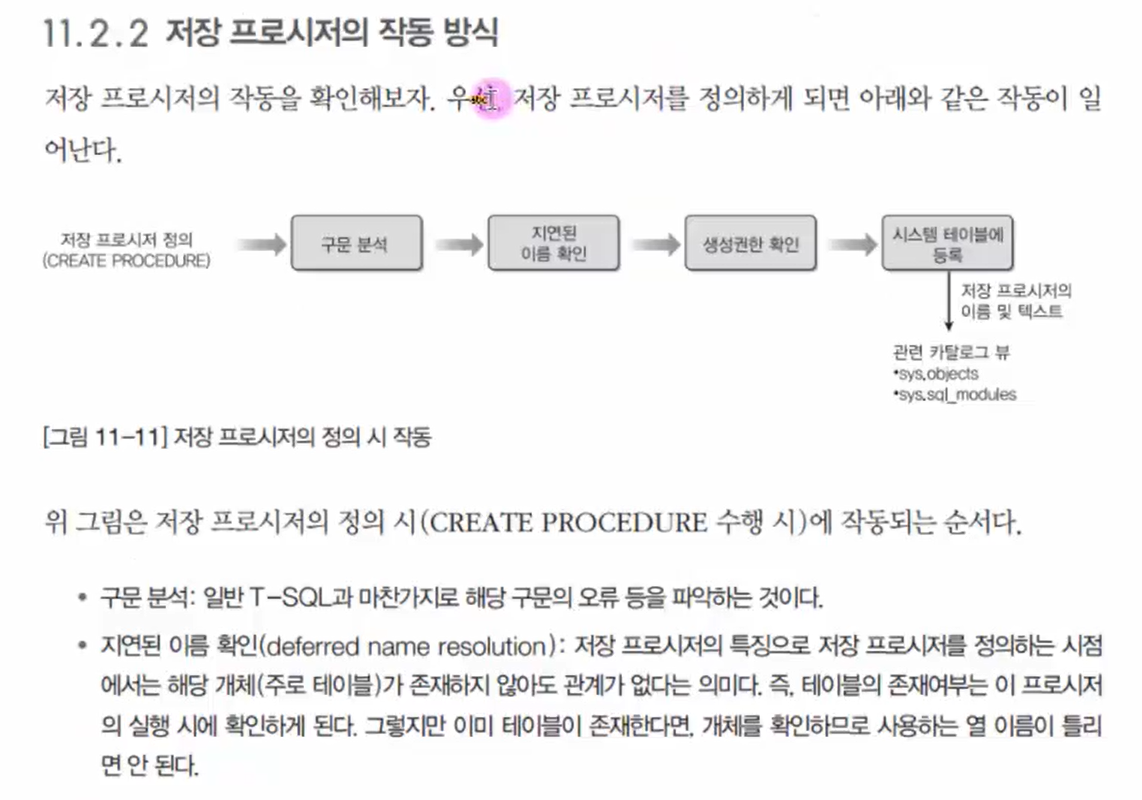 11.2.2 저장 프로시저의 작동 방식
저장 프로시저의 작동을 확인해보자. 저장 프로시저를 정의하게 되면 아래와 같은 작동이 일
어난다.
저장 프로시저 정의
(CREATE PROCEDURE)
구문 분석
지연된
이름 확인
생성권한 확인
시스템 테이블에
등록
저장 프로시저의
이름 및 텍스트
관련 카탈로그 뷰
•sys.objects
•sys.sql_modules
[그림 11-11] 저장 프로시저의 정의 시 작동
위 그림은 저장 프로시저의 정의 시(CREATE PROCEDURE 수행 시)에 작동되는 순서다.
• 구문 분석: 일반 T-SQL과 마찬가지로 해당 구문의 오류 등을 파악하는 것이다.
• 지연된 이름 확인(deferred name resolution): 저장 프로시저의 특징으로 저장 프로시저를 정의하는 시점
에서는 해당 개체(주로 테이블)가 존재하지 않아도 관계가 없다는 의미다. 즉, 테이블의 존재여부는 이 프로시저
의 실행 시에 확인하게 된다. 그렇지만 이미 테이블이 존재한다면, 개체를 확인하므로 사용하는 열 이름이 틀리
면 안 된다.